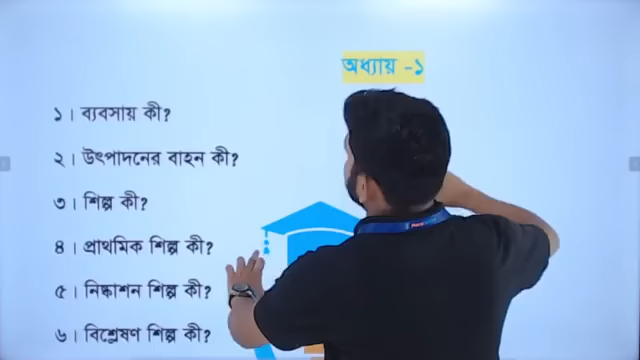 অধ্যায় -১
১। ব্যবসায় কী?
২। উৎপাদনের বাহন কী?
৩। শিল্প কী?
৪। প্রাথমিক শিল্প কী?
৫। নিষ্কাশন শিল্প কী?
৬। বিশ্লেষণ শিল্প কী?